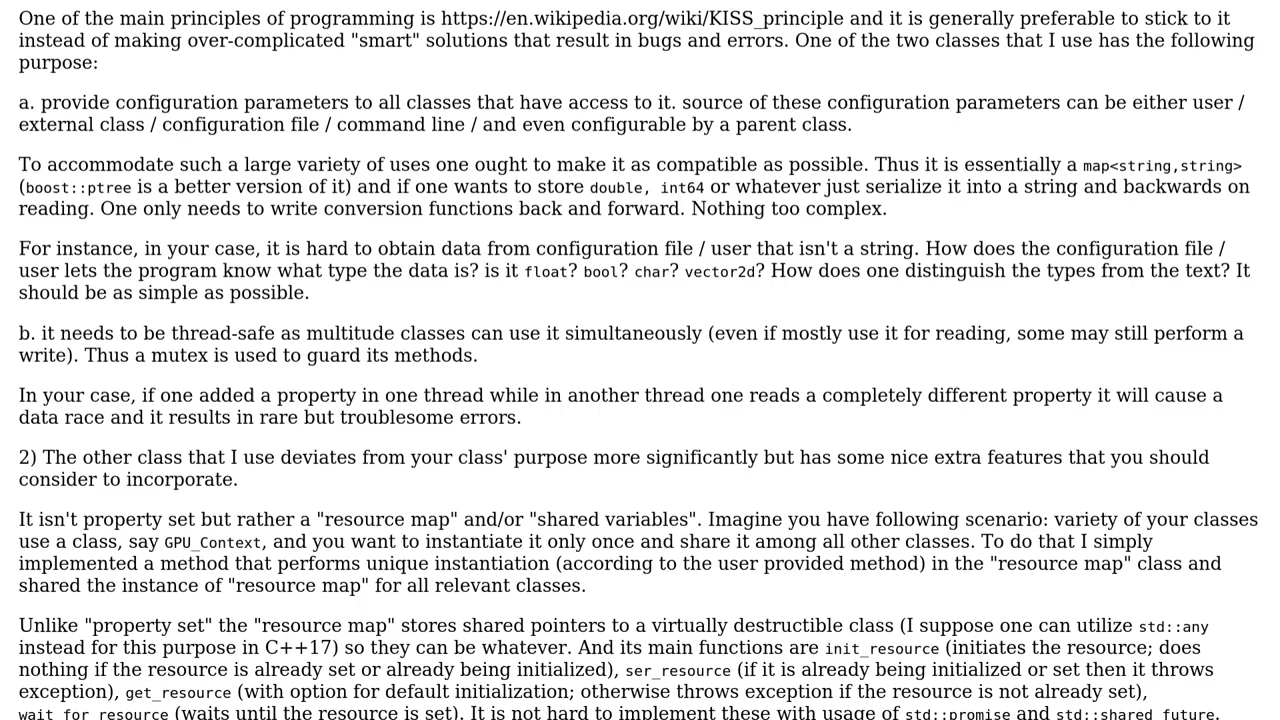 One of the main principles of programming is https://en.wikipedia.org/wiki/KISS_principle and it is generally preferable to stick to it
instead of making over-complicated "smart" solutions that result in bugs and errors. One of the two classes that I use has the following
purpose:
a. provide configuration parameters to all classes that have access to it. source of these configuration parameters can be either user /
external class / configuration file / command line / and even configurable by a parent class.
To accommodate such a large variety of uses one ought to make it as compatible as possible. Thus it is essentially a map<string,string>
(boost::ptree is a better version of it) and if one wants to store double, int64 or whatever just serialize it into a string and backwards on
reading. One only needs to write conversion functions back and forward. Nothing too complex.
For instance, in your case, it is hard to obtain data from configuration file / user that isn't a string. How does the configuration file /
user lets the program know what type the data is? is it float? bool? char? vector2d? How does one distinguish the types from the text? It
should be as simple as possible.
b. it needs to be thread-safe as multitude classes can use it simultaneously (even if mostly use it for reading, some may still perform a
write). Thus a mutex is used to guard its methods.
In your case, if one added a property in one thread while in another thread one reads a completely different property it will cause a
data race and it results in rare but troublesome errors.
2) The other class that I use deviates from your class' purpose more significantly but has some nice extra features that you should
consider to incorporate.
It isn't property set but rather a "resource map" and/or "shared variables". Imagine you have following scenario: variety of your classes
use a class, say GPU_Context, and you want to instantiate it only once and share it among all other classes. To do that I simply
implemented a method that performs unique instantiation (according to the user provided method) in the "resource map" class and
shared the instance of "resource map" for all relevant classes.
Unlike "property set" the "resource map" stores shared pointers to a virtually destructible class (I suppose one can utilize std::any
instead for this purpose in C++17) so they can be whatever. And its main functions are init_resource (initiates the resource; does
nothing if the resource is already set or already being initialized), ser_resource (if it is already being initialized or set then it throws
exception), get_resource (with option for default initialization; otherwise throws exception if the resource is not already set),
wait_for_resource (waits until the resource is set). It is not hard to implement these with usage of std::promise and std::shared_future.